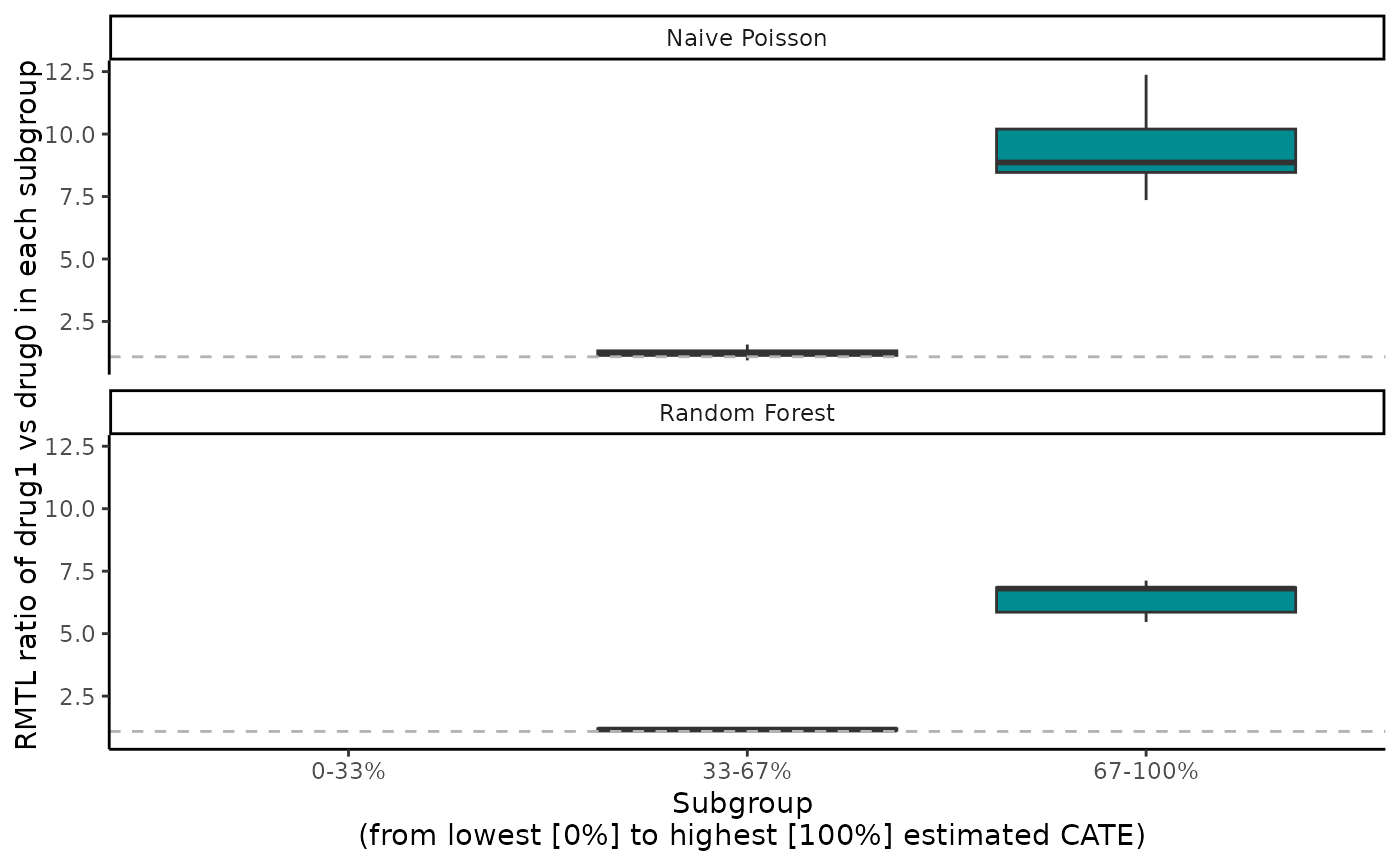 RMTL ratio of drug1 vs drug0 in each subgroup
Naive Poisson
12.5
10.0
7.5
5.0
2.5
Random Forest
12.5
10.0
7.5
5.0
2.5
0-33%
33-67%
67-100%
Subgroup
(from lowest [0%] to highest [100%] estimated CATE)